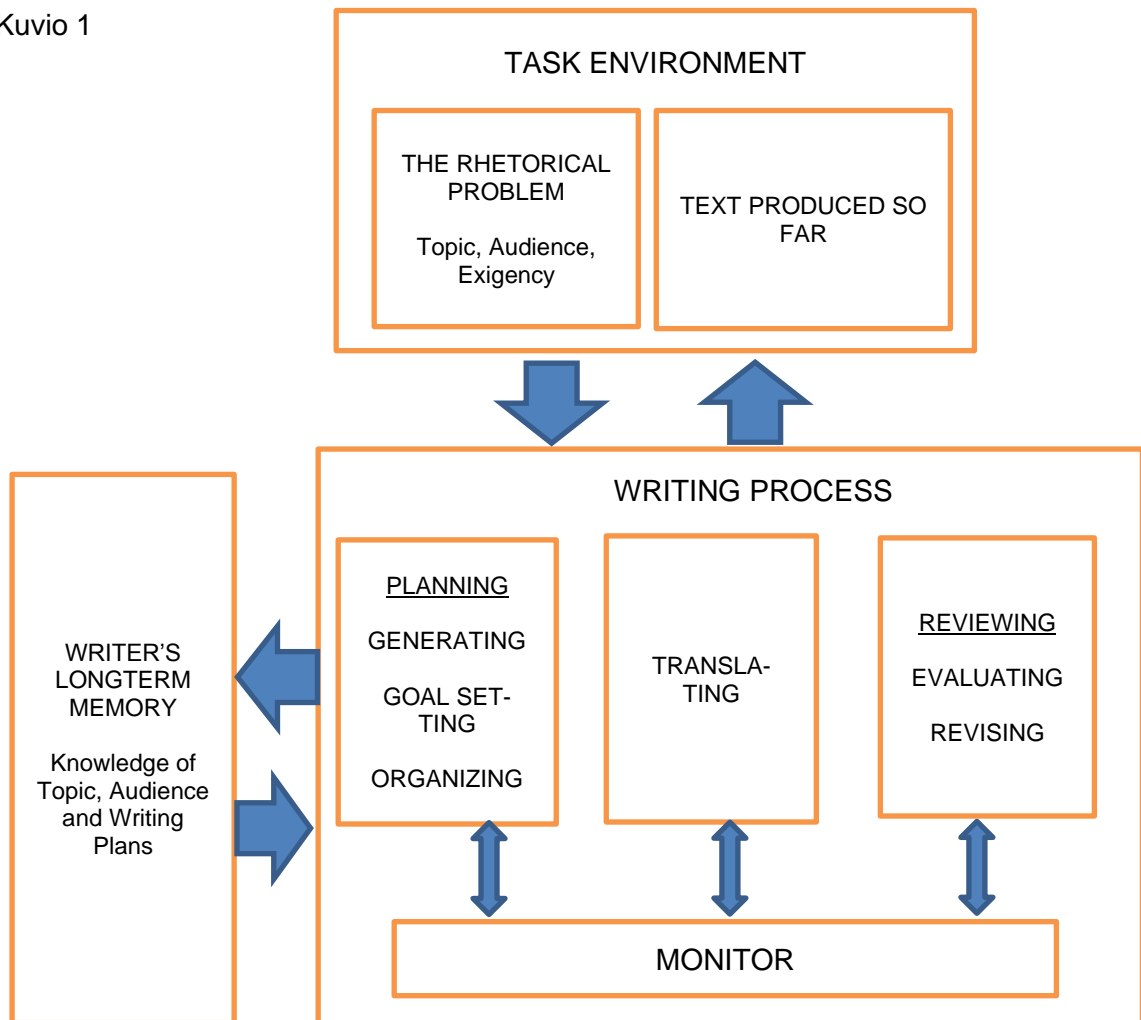 Kuvio 1
TASK ENVIRONMENT
THE RHETORICAL
PROBLEM
Topic, Audience,
Exigency
TEXT PRODUCED SO
FAR
WRITER'S
LONGTERM
MEMORY
Knowledge of
Topic, Audience
and Writing
Plans
WRITING PROCESS
PLANNING
GENERATING
GOAL SET-
TING
ORGANIZING
TRANSLA-
TING
REVIEWING
EVALUATING
REVISING
MONITOR